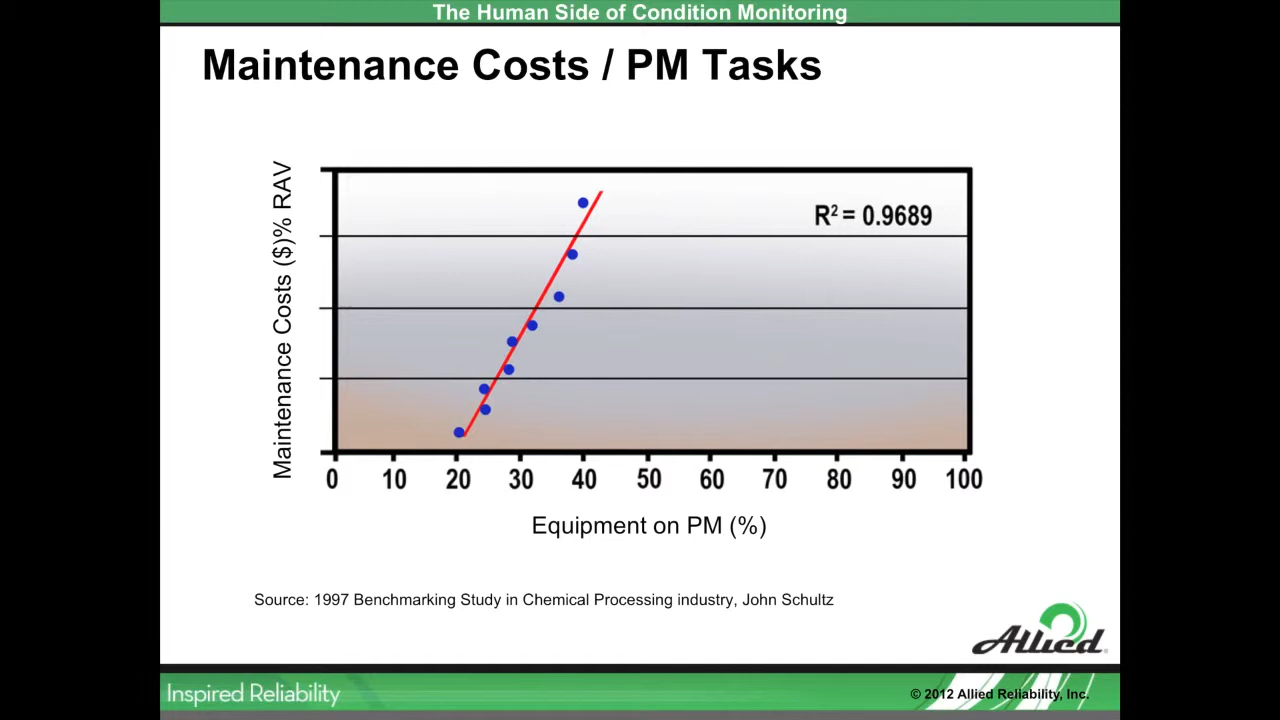 The Human Side of Condition Monitoring
Maintenance Costs / PM Tasks
Maintenance Costs ($)% RAV
R² = 0.9689
0 10 20 30 40 50 60 70 80 90 100
Equipment on PM (%)
Source: 1997 Benchmarking Study in Chemical Processing industry, John Schultz
Allied
Inspired Reliability
© 2012 Allied Reliability, Inc.